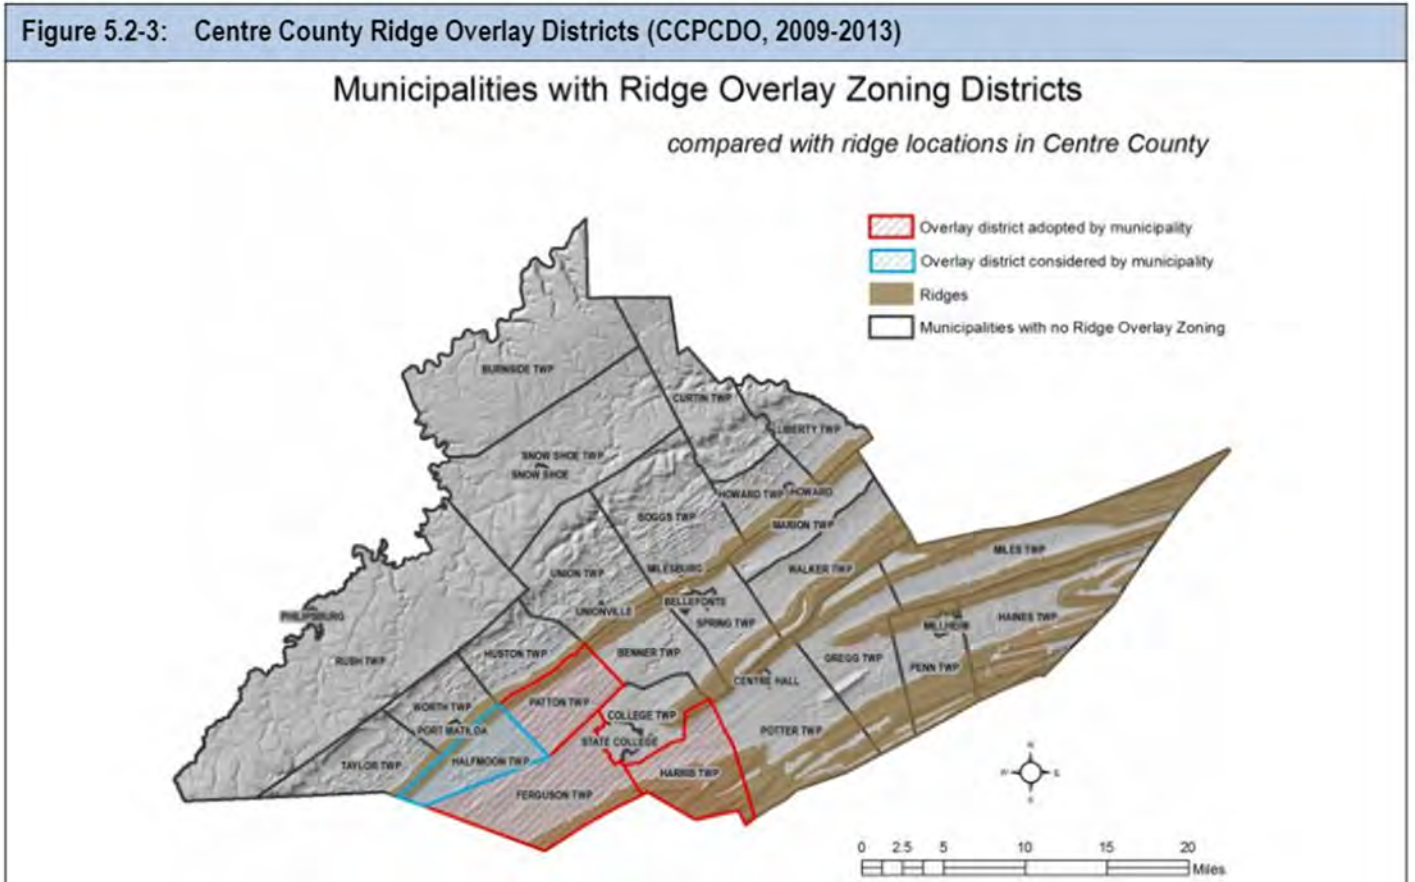 Figure 5.2-3: Centre County Ridge Overlay Districts (CCPCDO, 2009-2013)
Municipalities with Ridge Overlay Zoning Districts
compared with ridge locations in Centre County
Overlay district adopted by municipality
Overlay district considered by municipality
Ridges
Municipalities with no Ridge Overlay Zoning
BURNSIDE TWP
CURTIN TWP
LIBERTY TWP
SNOW SHOE TWP
SNOW SHOE
HOWARD TWP
HOWARD
BOGGS TWP
MARION TWP
MILES TWP
UNION TWP
MILESBURG
WALKER TWP
BELLEFONTE
UNIONVILLE
PHILIPSBURG
SPRING TWP
MILLHEIM
HAINES TWP
HUSTON TWP
BENNER TWP
RUSH TWP
GREGG TWP
PENN TWP
CENTRE HALL
WORTH TWP
PATTON TWP
COLLEGE TWP
PORT MATILDA
STATE COLLEGE
POTTER TWP
TAYLOR TWP
HALFMOON TWP
HARRIS TWP
FERGUSON TWP
N
W E
S
0 2.5 5 10 15 20
Miles